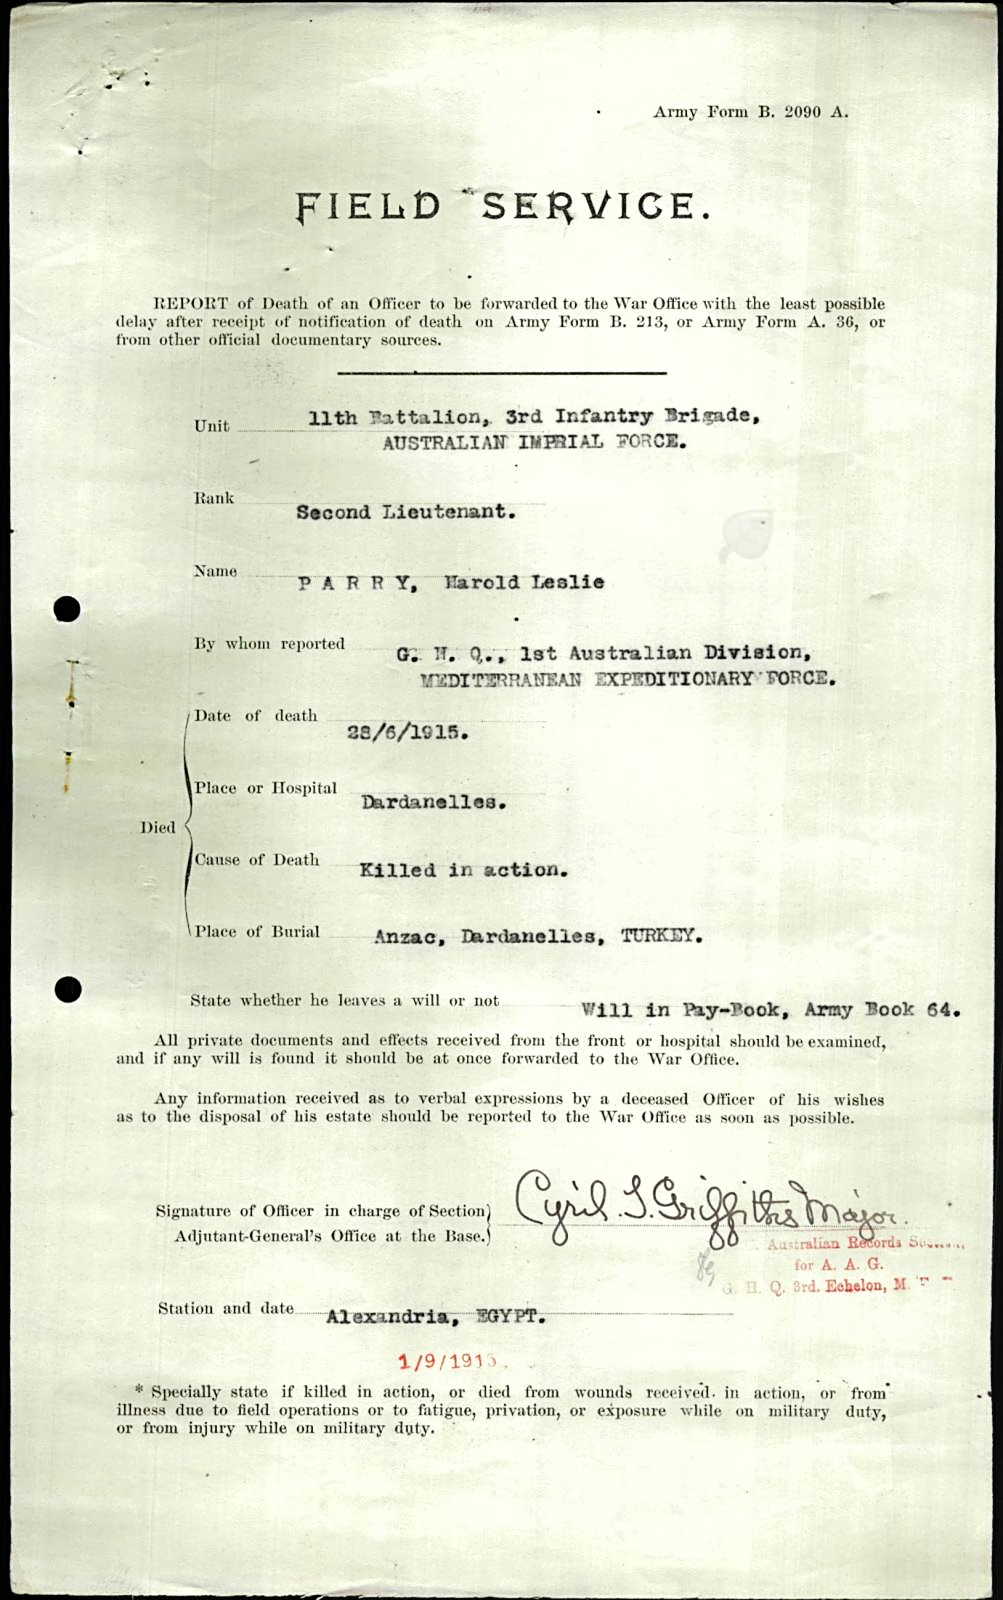 Army Form B. 2090 A.
FIELD SERVICE.
REPORT of Death of an Officer to be forwarded to the War Office with the least possible
delay after receipt of notification of death on Army Form B. 213, or Army Form A. 36, or
from other official documentary sources.
Unit 11th Battalion, 3rd Infantry Brigade,
AUSTRALIAN IMPRIAL FORCE.
Rank Second Lieutenant.
Name P A R R Y, Harold Leslie
By whom reported G. H. Q., 1st Australian Division,
MEDITERRANEAN EXPEDITIONARY FORCE.
Date of death 28/6/1915.
Place or Hospital Dardanelles.
Died
Cause of Death Killed in action.
Place of Burial Anzac, Dardanelles, TURKEY.
State whether he leaves a will or not Will in Pay-Book, Army Book 64.
All private documents and effects received from the front or hospital should be examined,
and if any will is found it should be at once forwarded to the War Office.
Any information received as to verbal expressions by a deceased Officer of his wishes
as to the disposal of his estate should be reported to the War Office as soon as possible.
Signature of Officer in charge of Section Cyril. S. Griffiths Major.
Adjutant-General's Office at the Base.
Australian Records
for A. A. G.
G. H. Q. 3rd. Echelon, M.
Station and date Alexandria, EGYPT.
1/9/1915.
* Specially state if killed in action, or died from wounds received in action, or from
illness due to field operations or to fatigue, privation, or exposure while on military duty,
or from injury while on military duty.